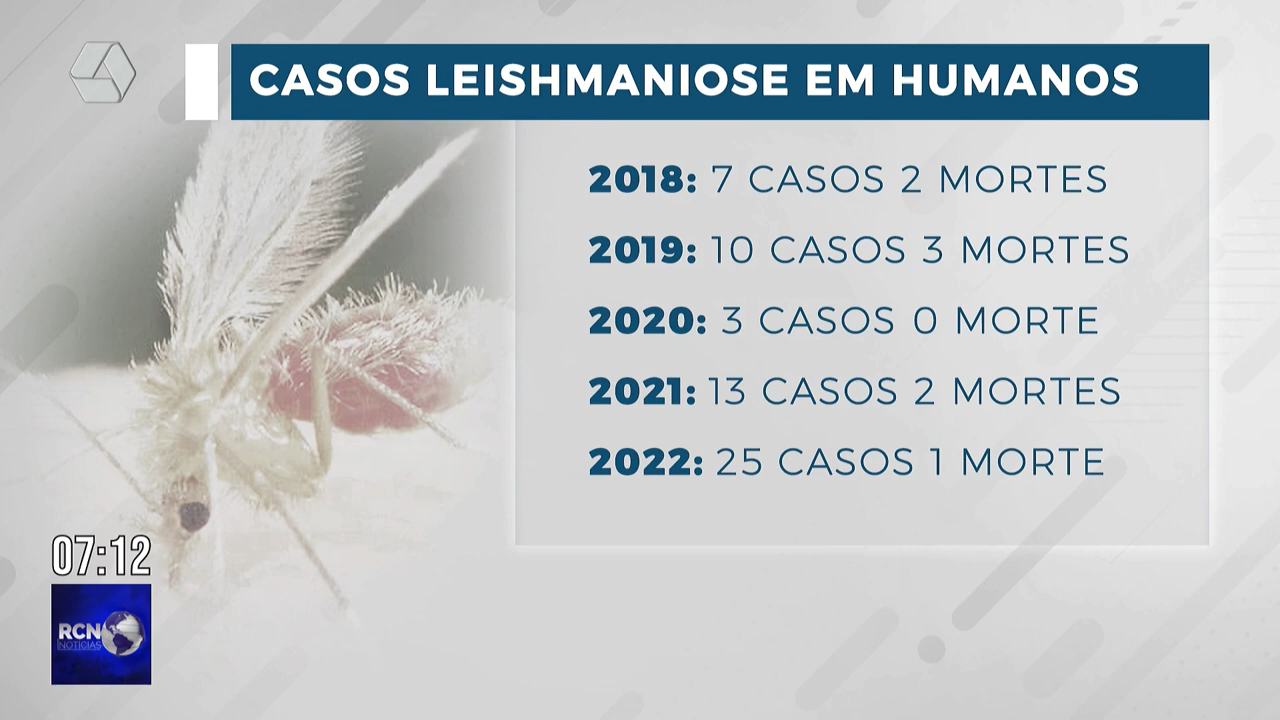 CASOS LEISHMANIOSE EM HUMANOS
2018: 7 CASOS 2 MORTES
2019: 10 CASOS 3 MORTES
2020: 3 CASOS 0 MORTE
2021: 13 CASOS 2 MORTES
2022: 25 CASOS 1 MORTE
07:12
RCN
NOTÍCIAS